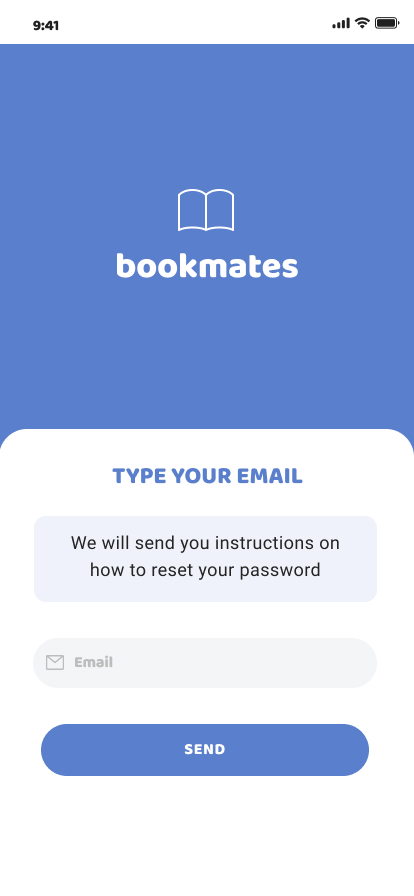 9:41
bookmates
TYPE YOUR EMAIL
We will send you instructions on
how to reset your password
Email
SEND